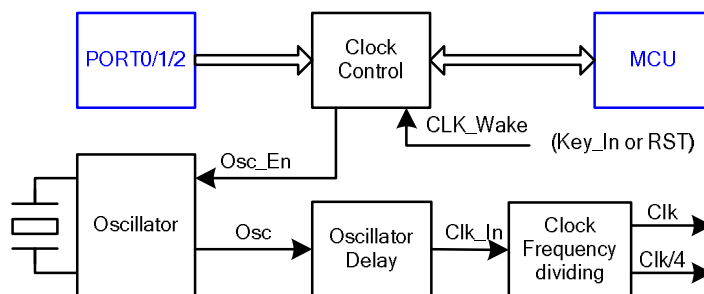 PORT0/1/2
Clock
Control
MCU
CLK_Wake
(Key_In or RST)
Osc_En
Oscillator
Osc
Oscillator
Delay
Clk_In
Clock
Frequency
dividing
Clk
Clk/4